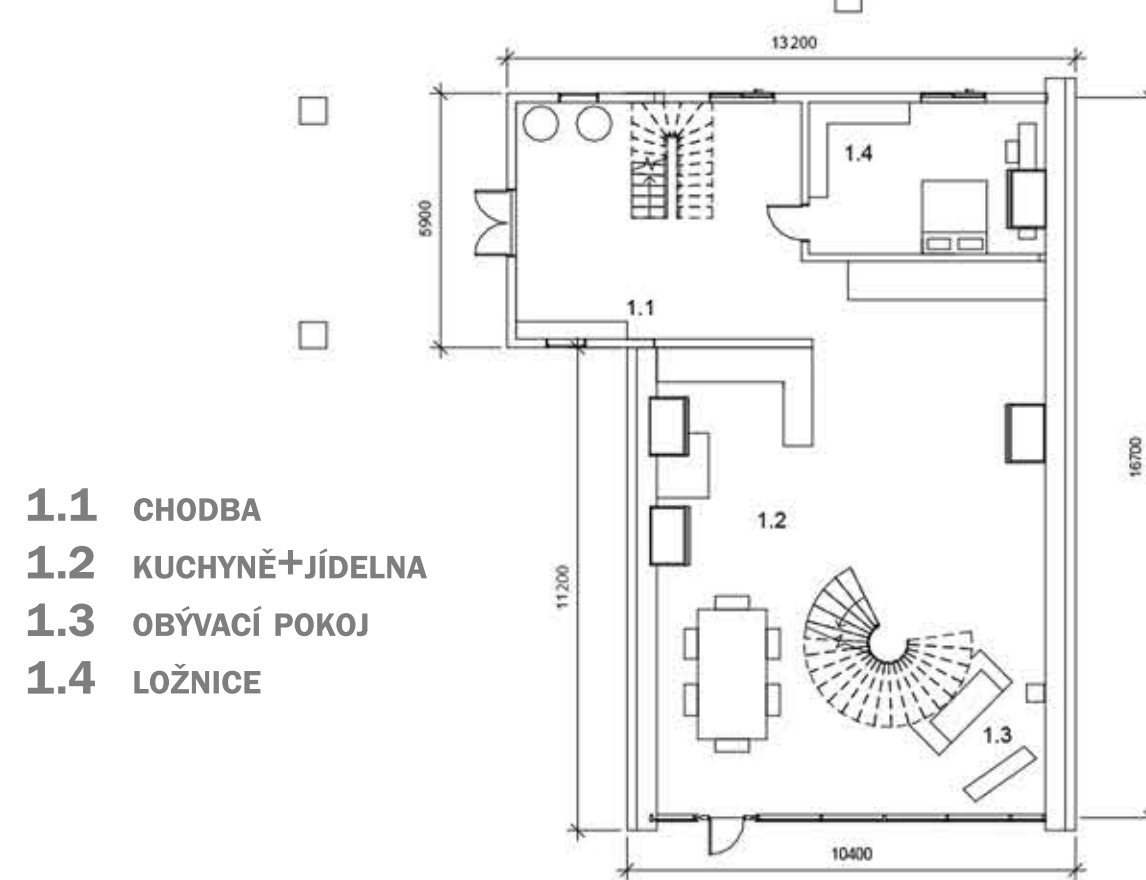 13200
1.4
5900
1.1
16700
1.1 CHODBA
1.2
1.2 KUCHYNĚ+JÍDELNA
11200
1.3 OBÝVACÍ POKOJ
1.4 LOŽNICE
1.3
10400